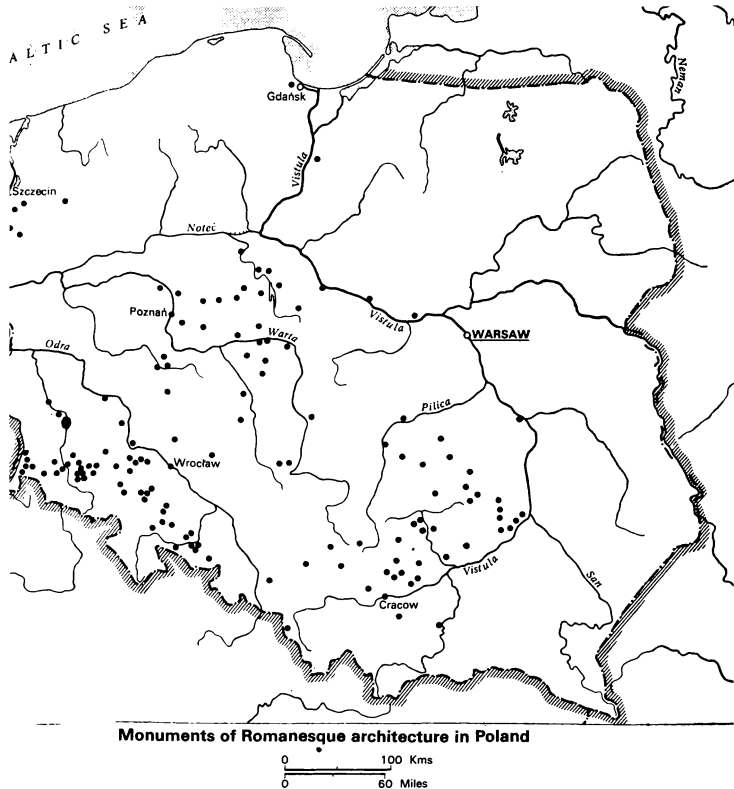 ALTIC SEA
Neman
Gdańsk
Vistula
Szczecin
Noteć
Poznań
Vistula
WARSAW
Warta
Odra
Pilica
Wrocław
Vistula
San
Cracow
Monuments of Romanesque architecture in Poland
0 100 Kms
0 60 Miles